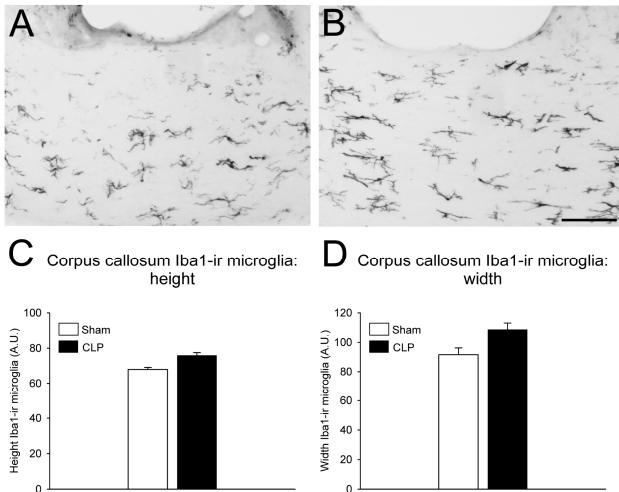 A
B
C Corpus callosum Iba1-ir microglia:
height
Height Iba1-ir microglia (A.U.)
100
80
60
40
20
0
Sham
CLP
D Corpus callosum Iba1-ir microglia:
width
Width Iba1-ir microglia (A.U.)
120
100
80
60
40
20
0
Sham
CLP